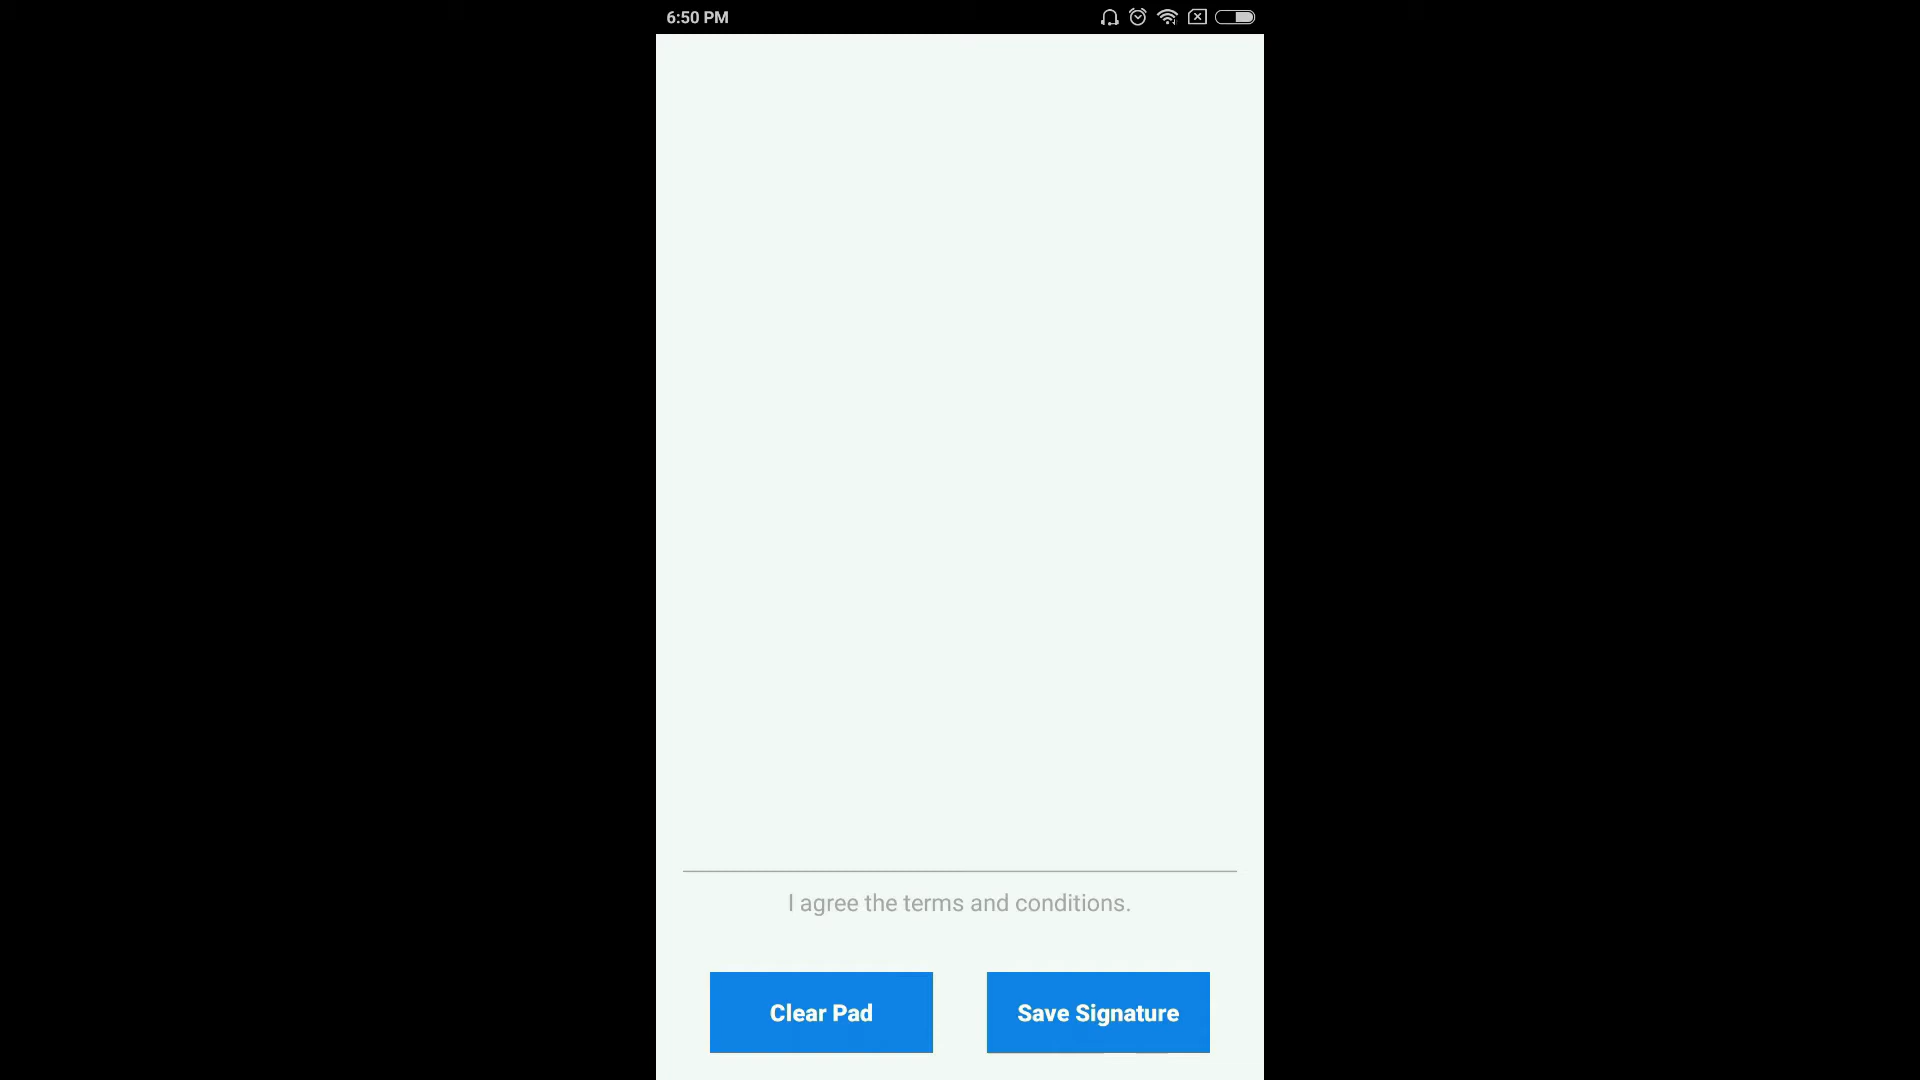 6:50 PM
I agree the terms and conditions.
Clear Pad
Save Signature